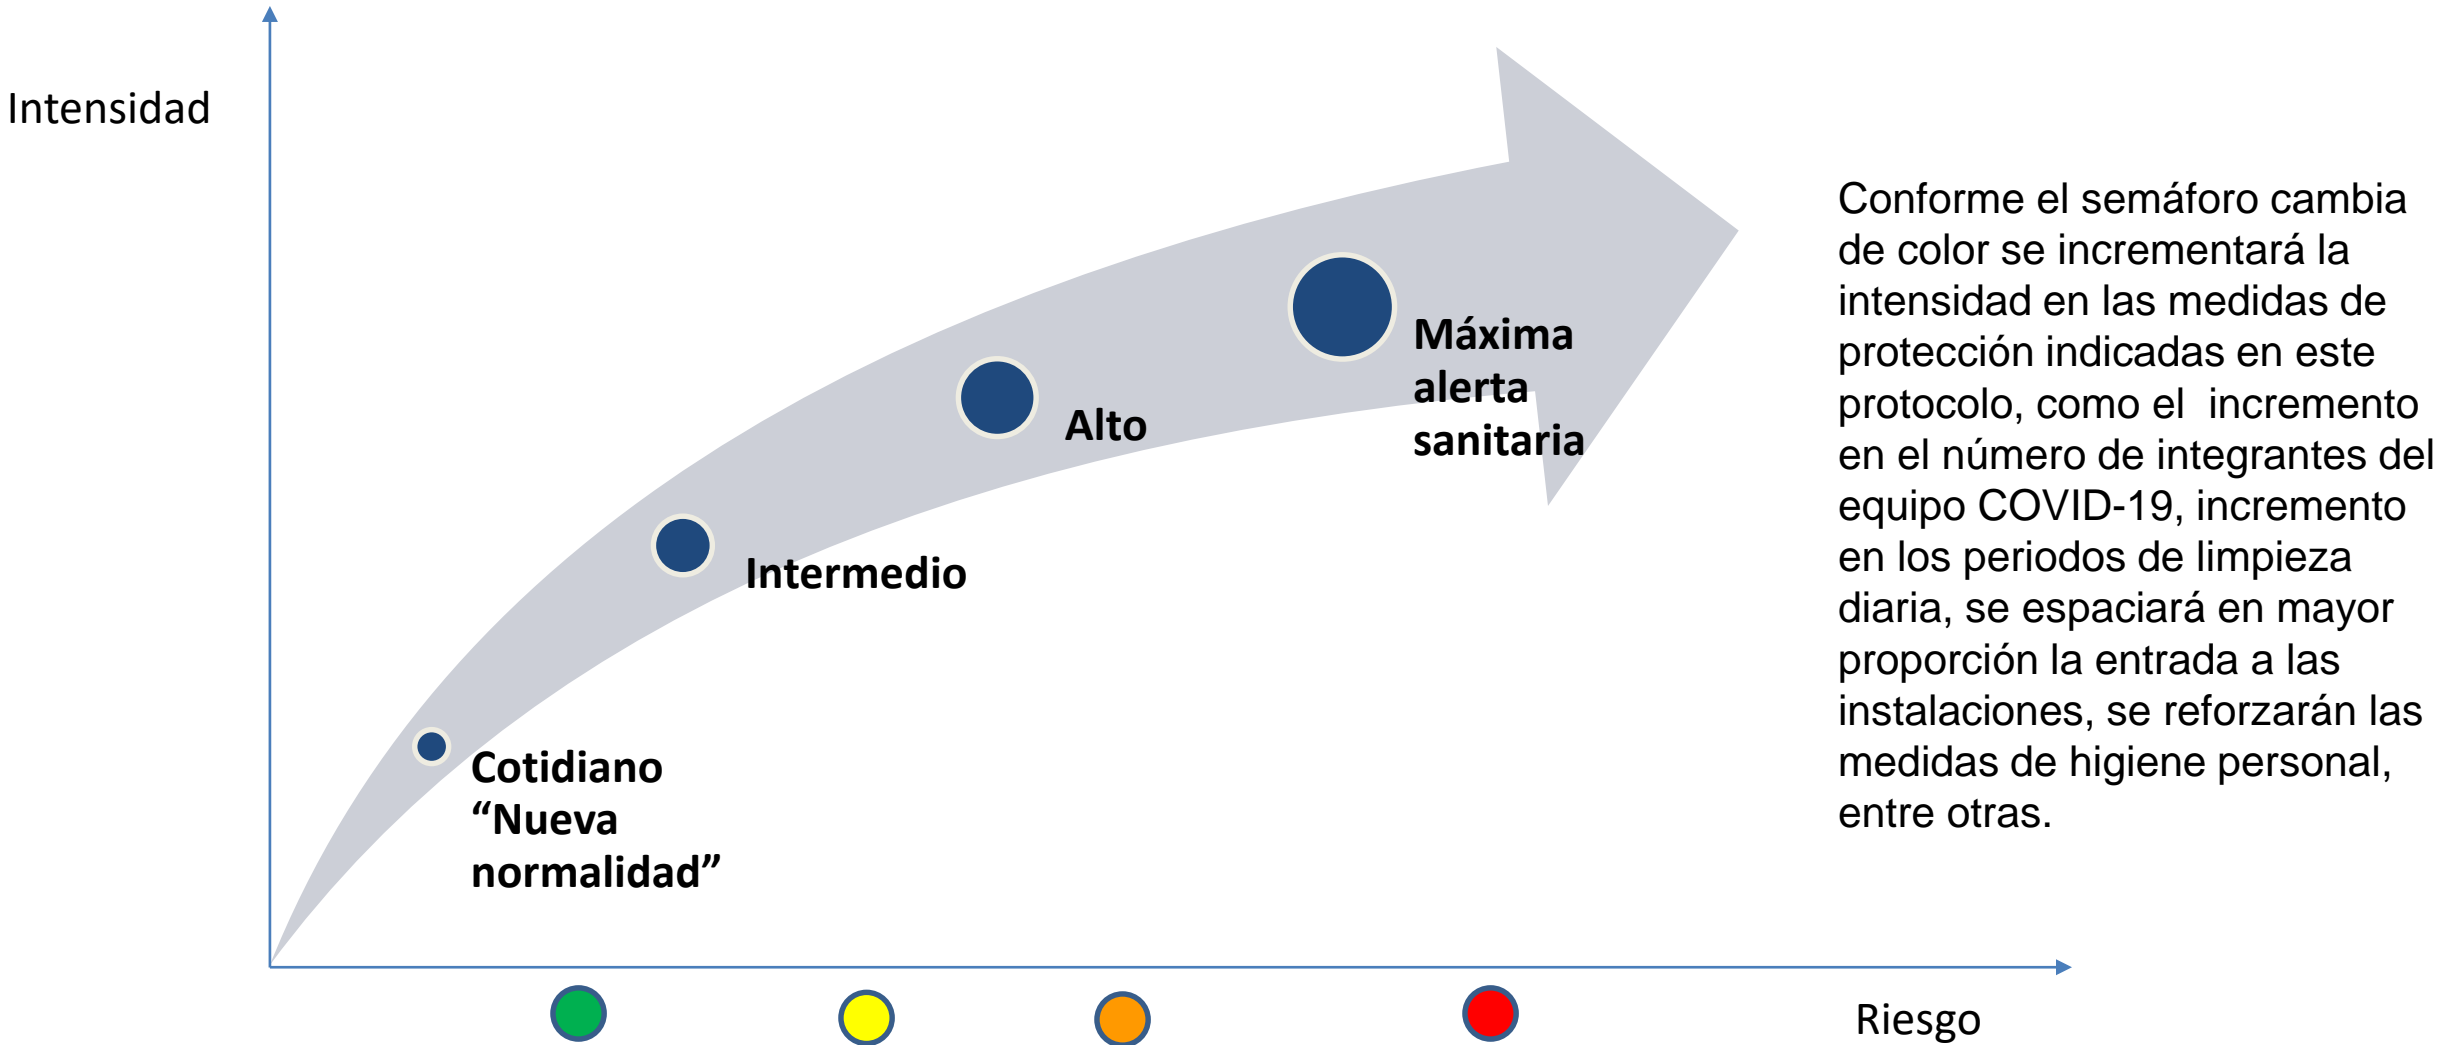 Intensidad
Máxima
alerta
sanitaria
Alto
Intermedio
Cotidiano
“Nueva
normalidad”
Riesgo
Conforme el semáforo cambia
de color se incrementará la
intensidad en las medidas de
protección indicadas en este
protocolo, como el  incremento
en el número de integrantes del
equipo COVID-19, incremento
en los periodos de limpieza
diaria, se espaciará en mayor
proporción la entrada a las
instalaciones, se reforzarán las
medidas de higiene personal,
entre otras.